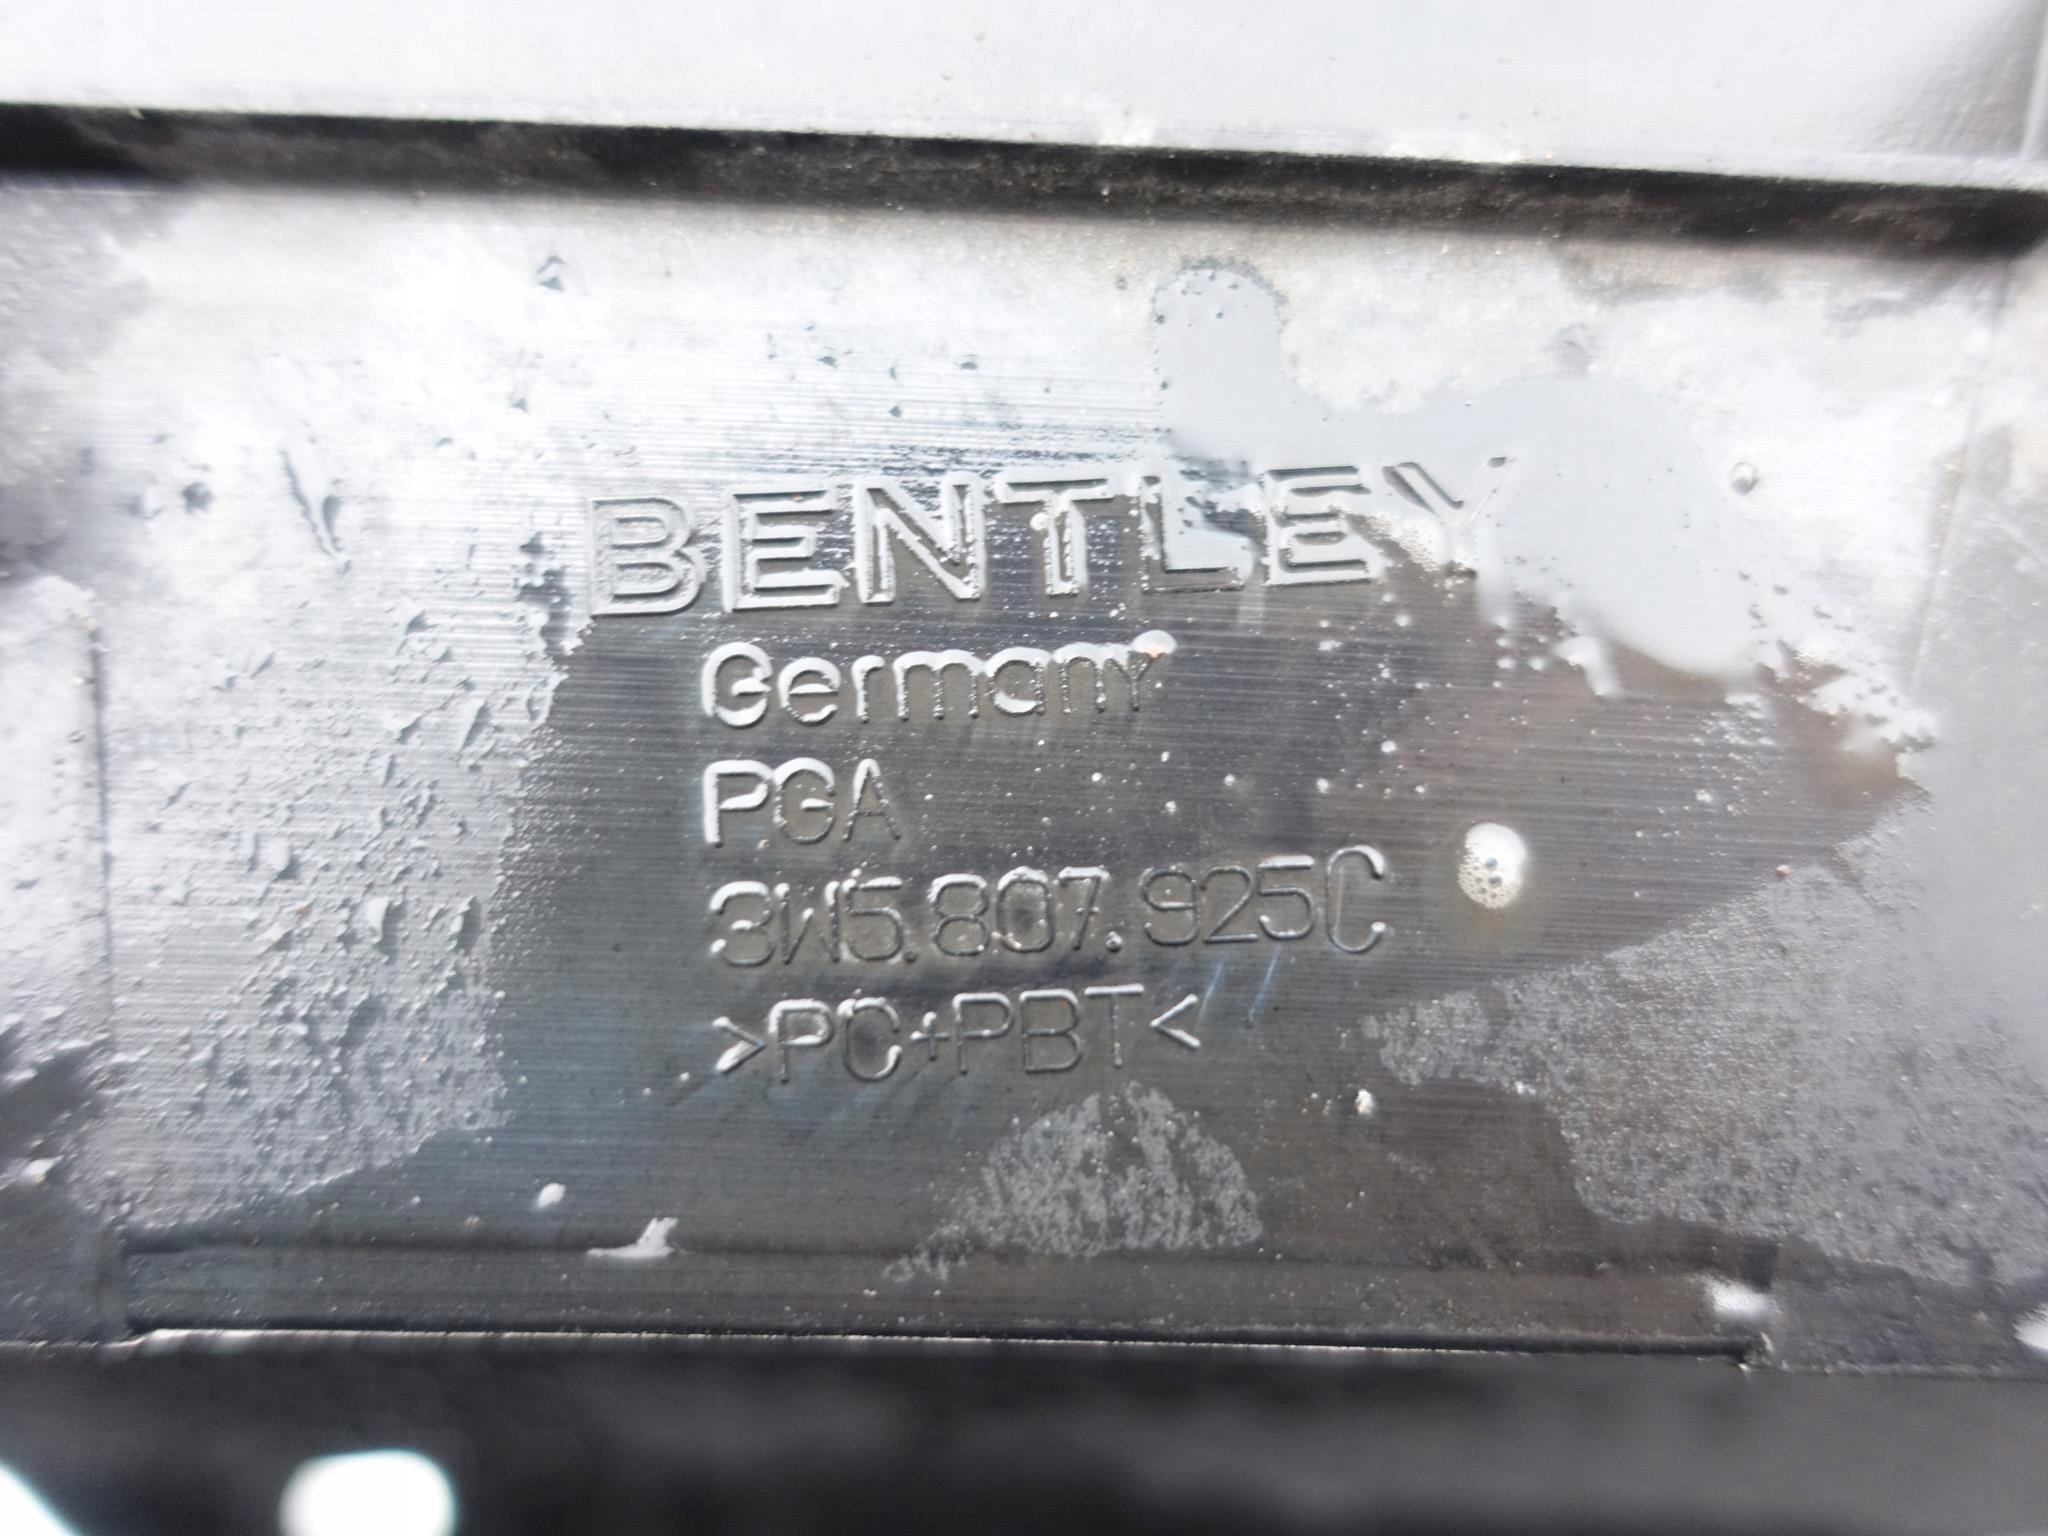 BENTLEY
Germany
PGA
3W5.807.925C
>PC+PBT<